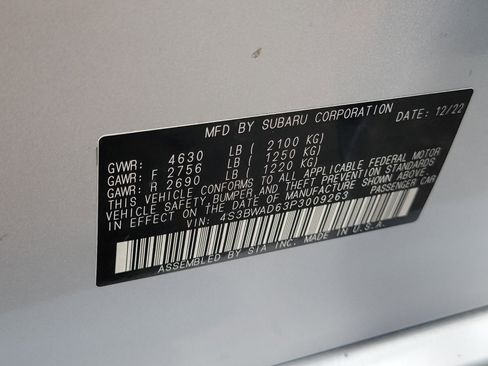 MFD BY SUBARU CORPORATION DATE: 12/22
GVWR: 4630 LB ( 2100 KG)
GAWR: F 2756 LB ( 1250 KG)
GAWR: R 2690 LB ( 1220 KG)
THIS VEHICLE CONFORMS TO ALL APPLICABLE FEDERAL MOTOR
VEHICLE SAFETY, BUMPER, AND THEFT PREVENTION STANDARDS
IN EFFECT ON THE DATE OF MANUFACTURE SHOWN ABOVE.
VIN: 4S3BWAD63P3009263 PASSENGER CAR
ASSEMBLED BY SIA INC. MADE IN U.S.A.